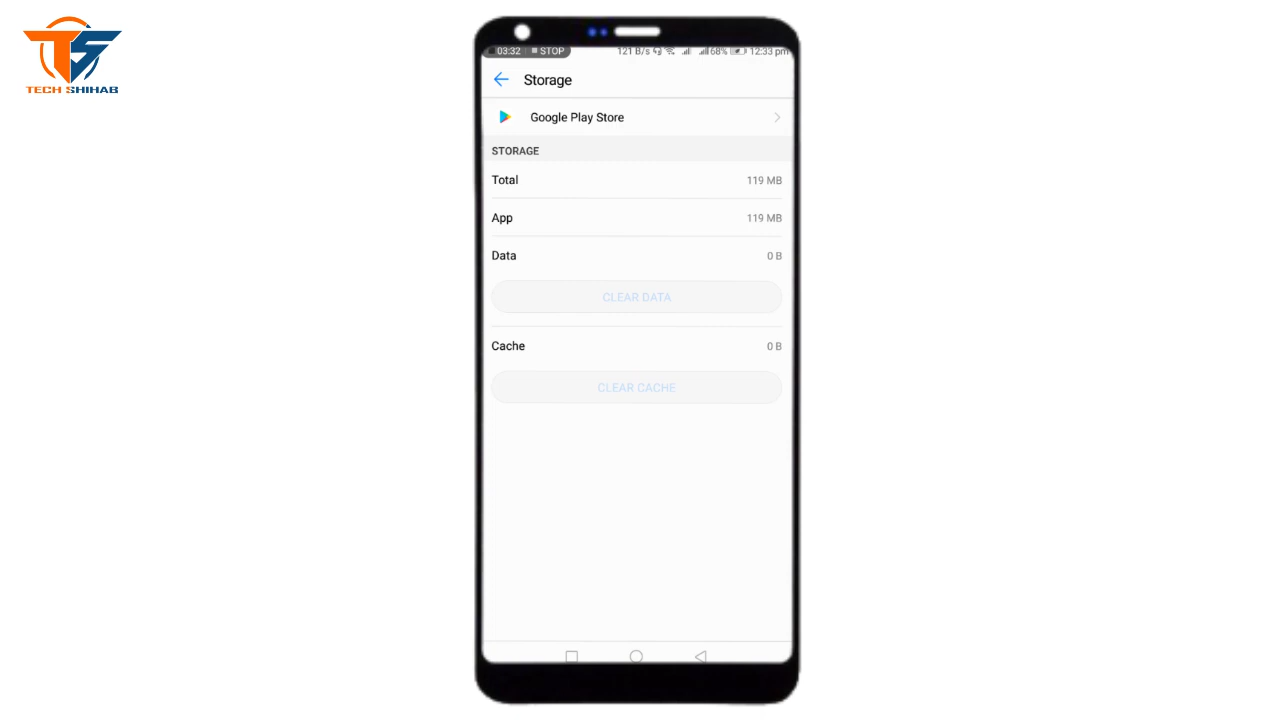 TS
TECH SHIHAB
03:32 STOP 121 B/s 68% 12:33 pm
Storage
Google Play Store
STORAGE
Total 119 MB
App 119 MB
Data 0 B
CLEAR DATA
Cache 0 B
CLEAR CACHE